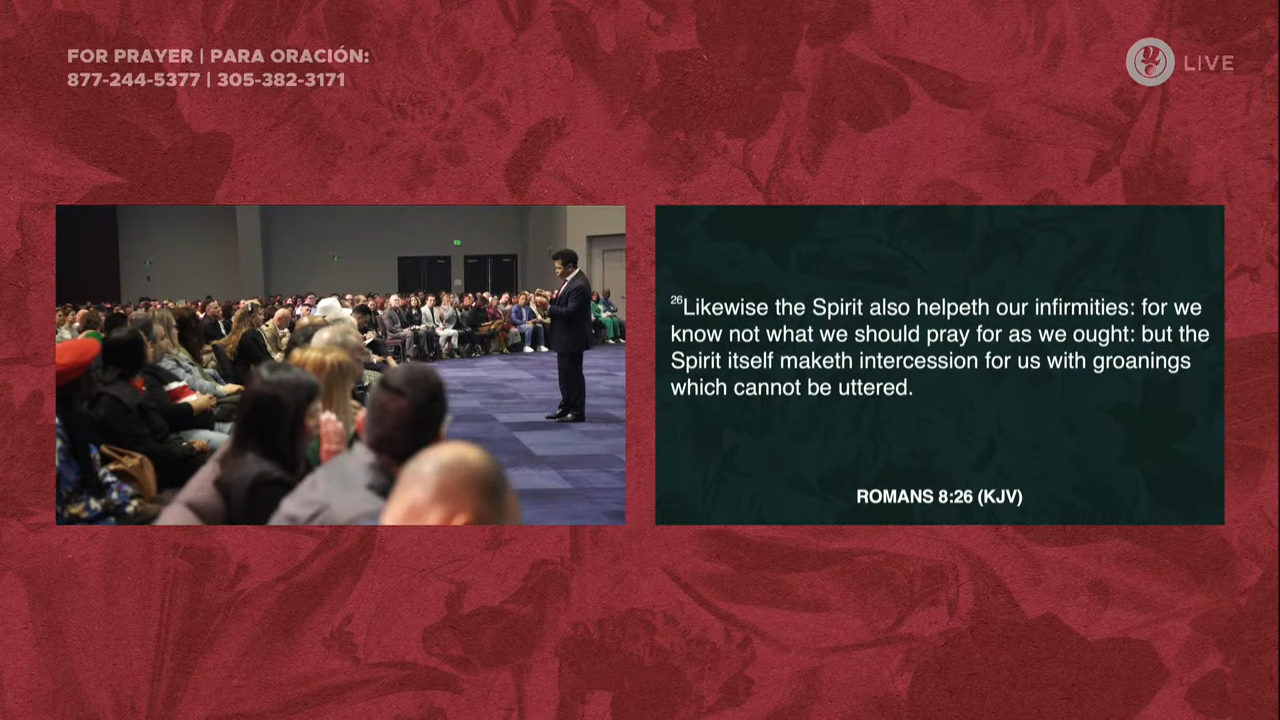 FOR PRAYER | PARA ORACIÓN:
877-244-5377 | 305-382-3171
LIVE
26Likewise the Spirit also helpeth our infirmities: for we
know not what we should pray for as we ought: but the
Spirit itself maketh intercession for us with groanings
which cannot be uttered.
ROMANS 8:26 (KJV)